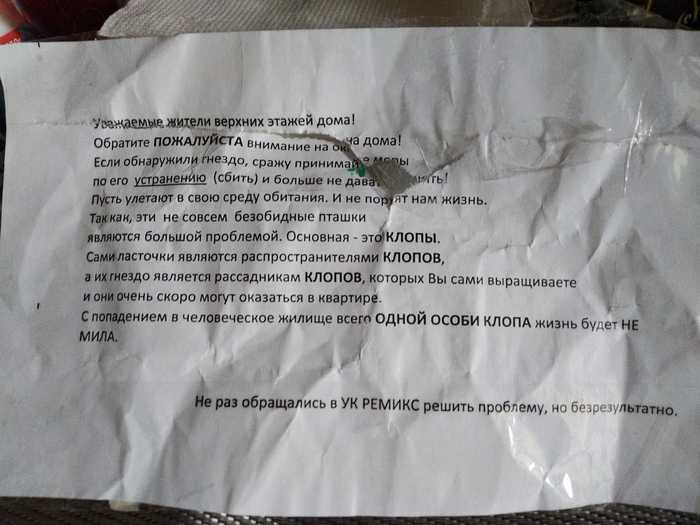 Уважаемые жители верхних этажей дома!
Обратите ПОЖАЛУЙСТА внимание на дома!
Если обнаружили гнездо, сразу меры
по его устранению (сбить) и больше не
Пусть улетают в свою среду обитания. И не портят нам жизнь.
Так как, эти не совсем безобидные пташки
являются большой проблемой. Основная - это КЛОПЫ.
Сами ласточки являются распространителями КЛОПОВ,
а их гнездо является рассадникам КЛОПОВ, которых Вы сами выращиваете
и они очень скоро могут оказаться в квартире.
С попадением в человеческое жилище всего ОДНОЙ ОСОБИ КЛОПА жизнь будет НЕ
МИЛА.
Не раз обращались в УК РЕМИКС решить проблему, но безрезультатно.